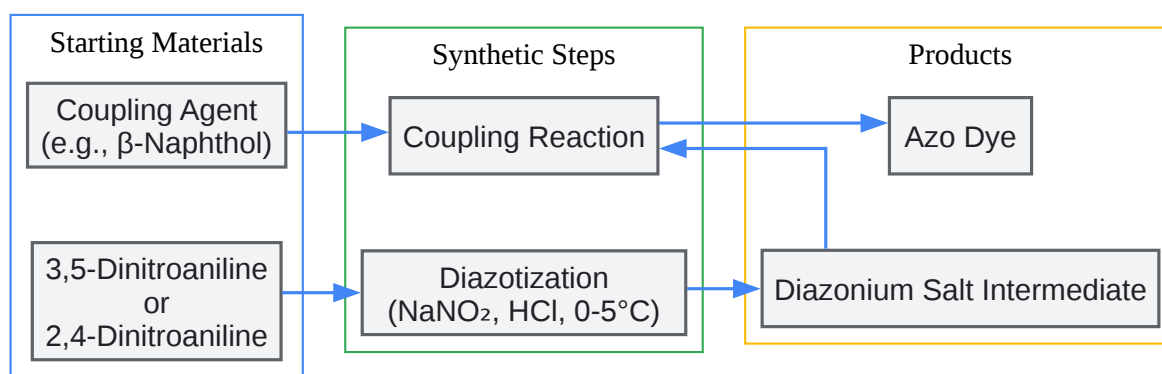 Starting Materials
Coupling Agent
(e.g., β-Naphthol)
3,5-Dinitroaniline
or
2,4-Dinitroaniline
Synthetic Steps
Coupling Reaction
Diazotization
(NaNO₂, HCl, 0-5°C)
Products
Azo Dye
Diazonium Salt Intermediate